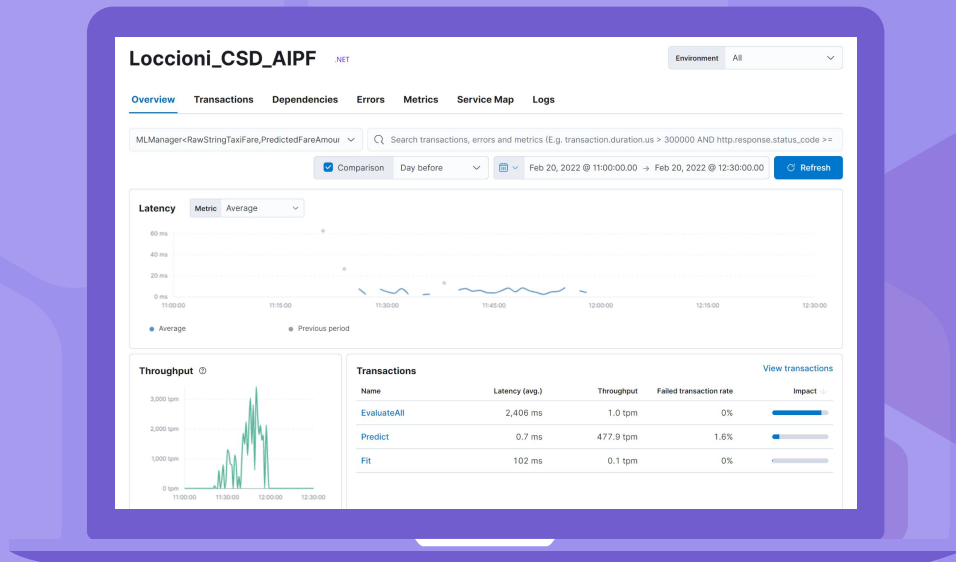 Loccioni_CSD_AIPF .NET
Environment All
Overview Transactions Dependencies Errors Metrics Service Map Logs
MLManager<RawStringTaxiFare,PredictedFareAmour
Search transactions, errors and metrics (E.g. transaction.duration.us > 300000 AND http.response.status_code >=
Comparison Day before Feb 20, 2022 @ 11:00:00.00 → Feb 20, 2022 @ 12:30:00.00 Refresh
Latency Metric Average
60 ms
40 ms
20 ms
0 ms
11:00:00 11:15:00 11:30:00 11:45:00 12:00:00 12:15:00 12:30:00
Average Previous period
Throughput
3,000 tpm
2,000 tpm
1,000 tpm
0 tpm
11:00:00 11:30:00 12:00:00 12:30:00
Transactions View transactions
Name Latency (avg.) Throughput Failed transaction rate Impact
EvaluateAll 2,406 ms 1.0 tpm 0%
Predict 0.7 ms 477.9 tpm 1.6%
Fit 102 ms 0.1 tpm 0%